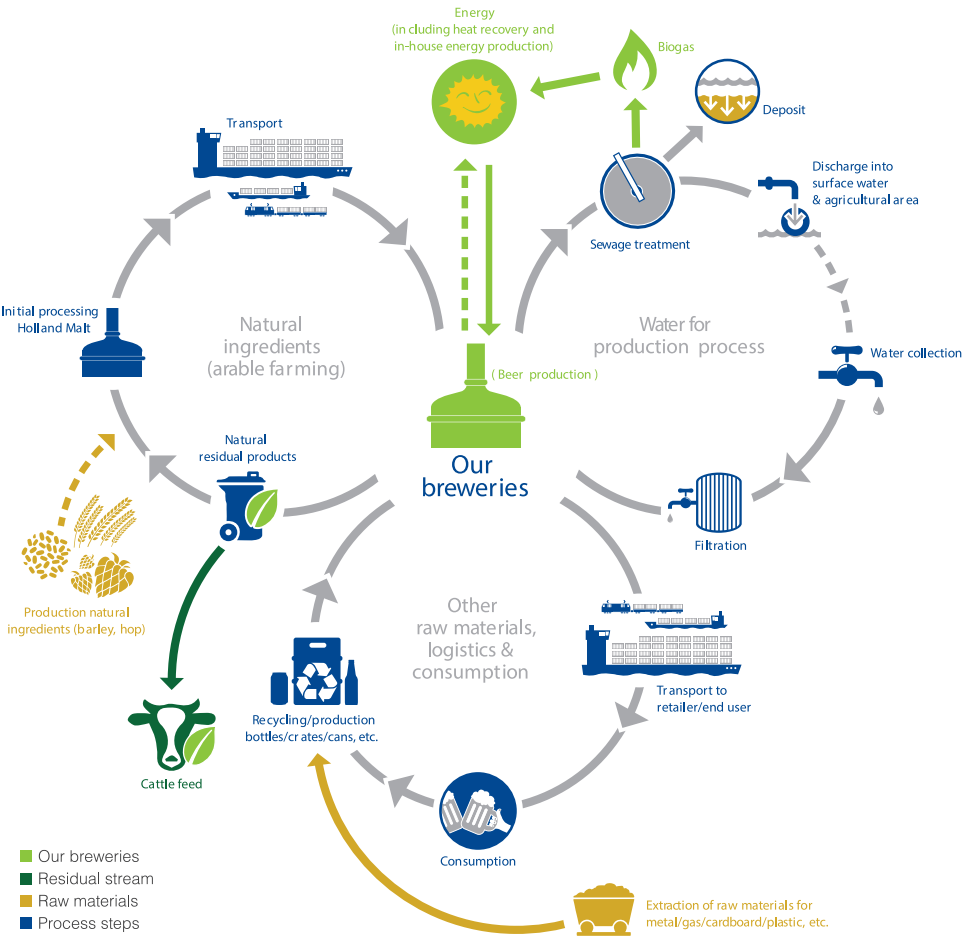 Energy
(including heat recovery and
in-house energy production)
Biogas
Deposit
Transport
Discharge into
surface water
& agricultural area
Sewage treatment
Initial processing
Holland Malt
Natural
ingredients
(arable farming)
Water for
production process
Water collection
( Beer production )
Natural
residual products
Our
breweries
Filtration
Production natural
ingredients (barley, hop)
Other
raw materials,
logistics &
consumption
Transport to
retailer/end user
Recycling/production
bottles/crates/cans, etc.
Cattle feed
Consumption
Our breweries
Residual stream
Raw materials
Process steps
Extraction of raw materials for
metal/gas/cardboard/plastic, etc.